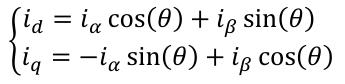 i_d = i_α cos(θ) + i_β sin(θ)
i_q = −i_α sin(θ) + i_β cos(θ)